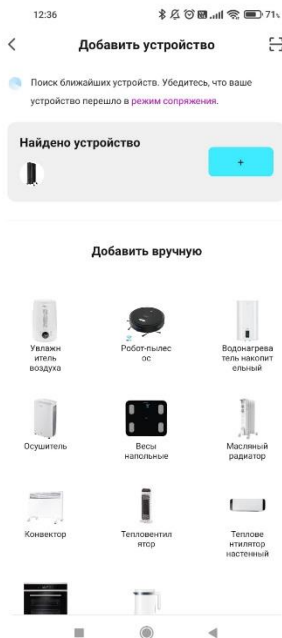 12:36
71%
Добавить устройство
Поиск ближайших устройств. Убедитесь, что ваше
устройство перешло в режим сопряжения.
Найдено устройство
+
Добавить вручную
Увлажн
итель
воздуха
Робот-пылес
ос
Водонагрева
тель накопит
ельный
Осушитель
Весы
напольные
Масляный
радиатор
Конвектор
Тепловентил
ятор
Теплове
нтилятор
настенный